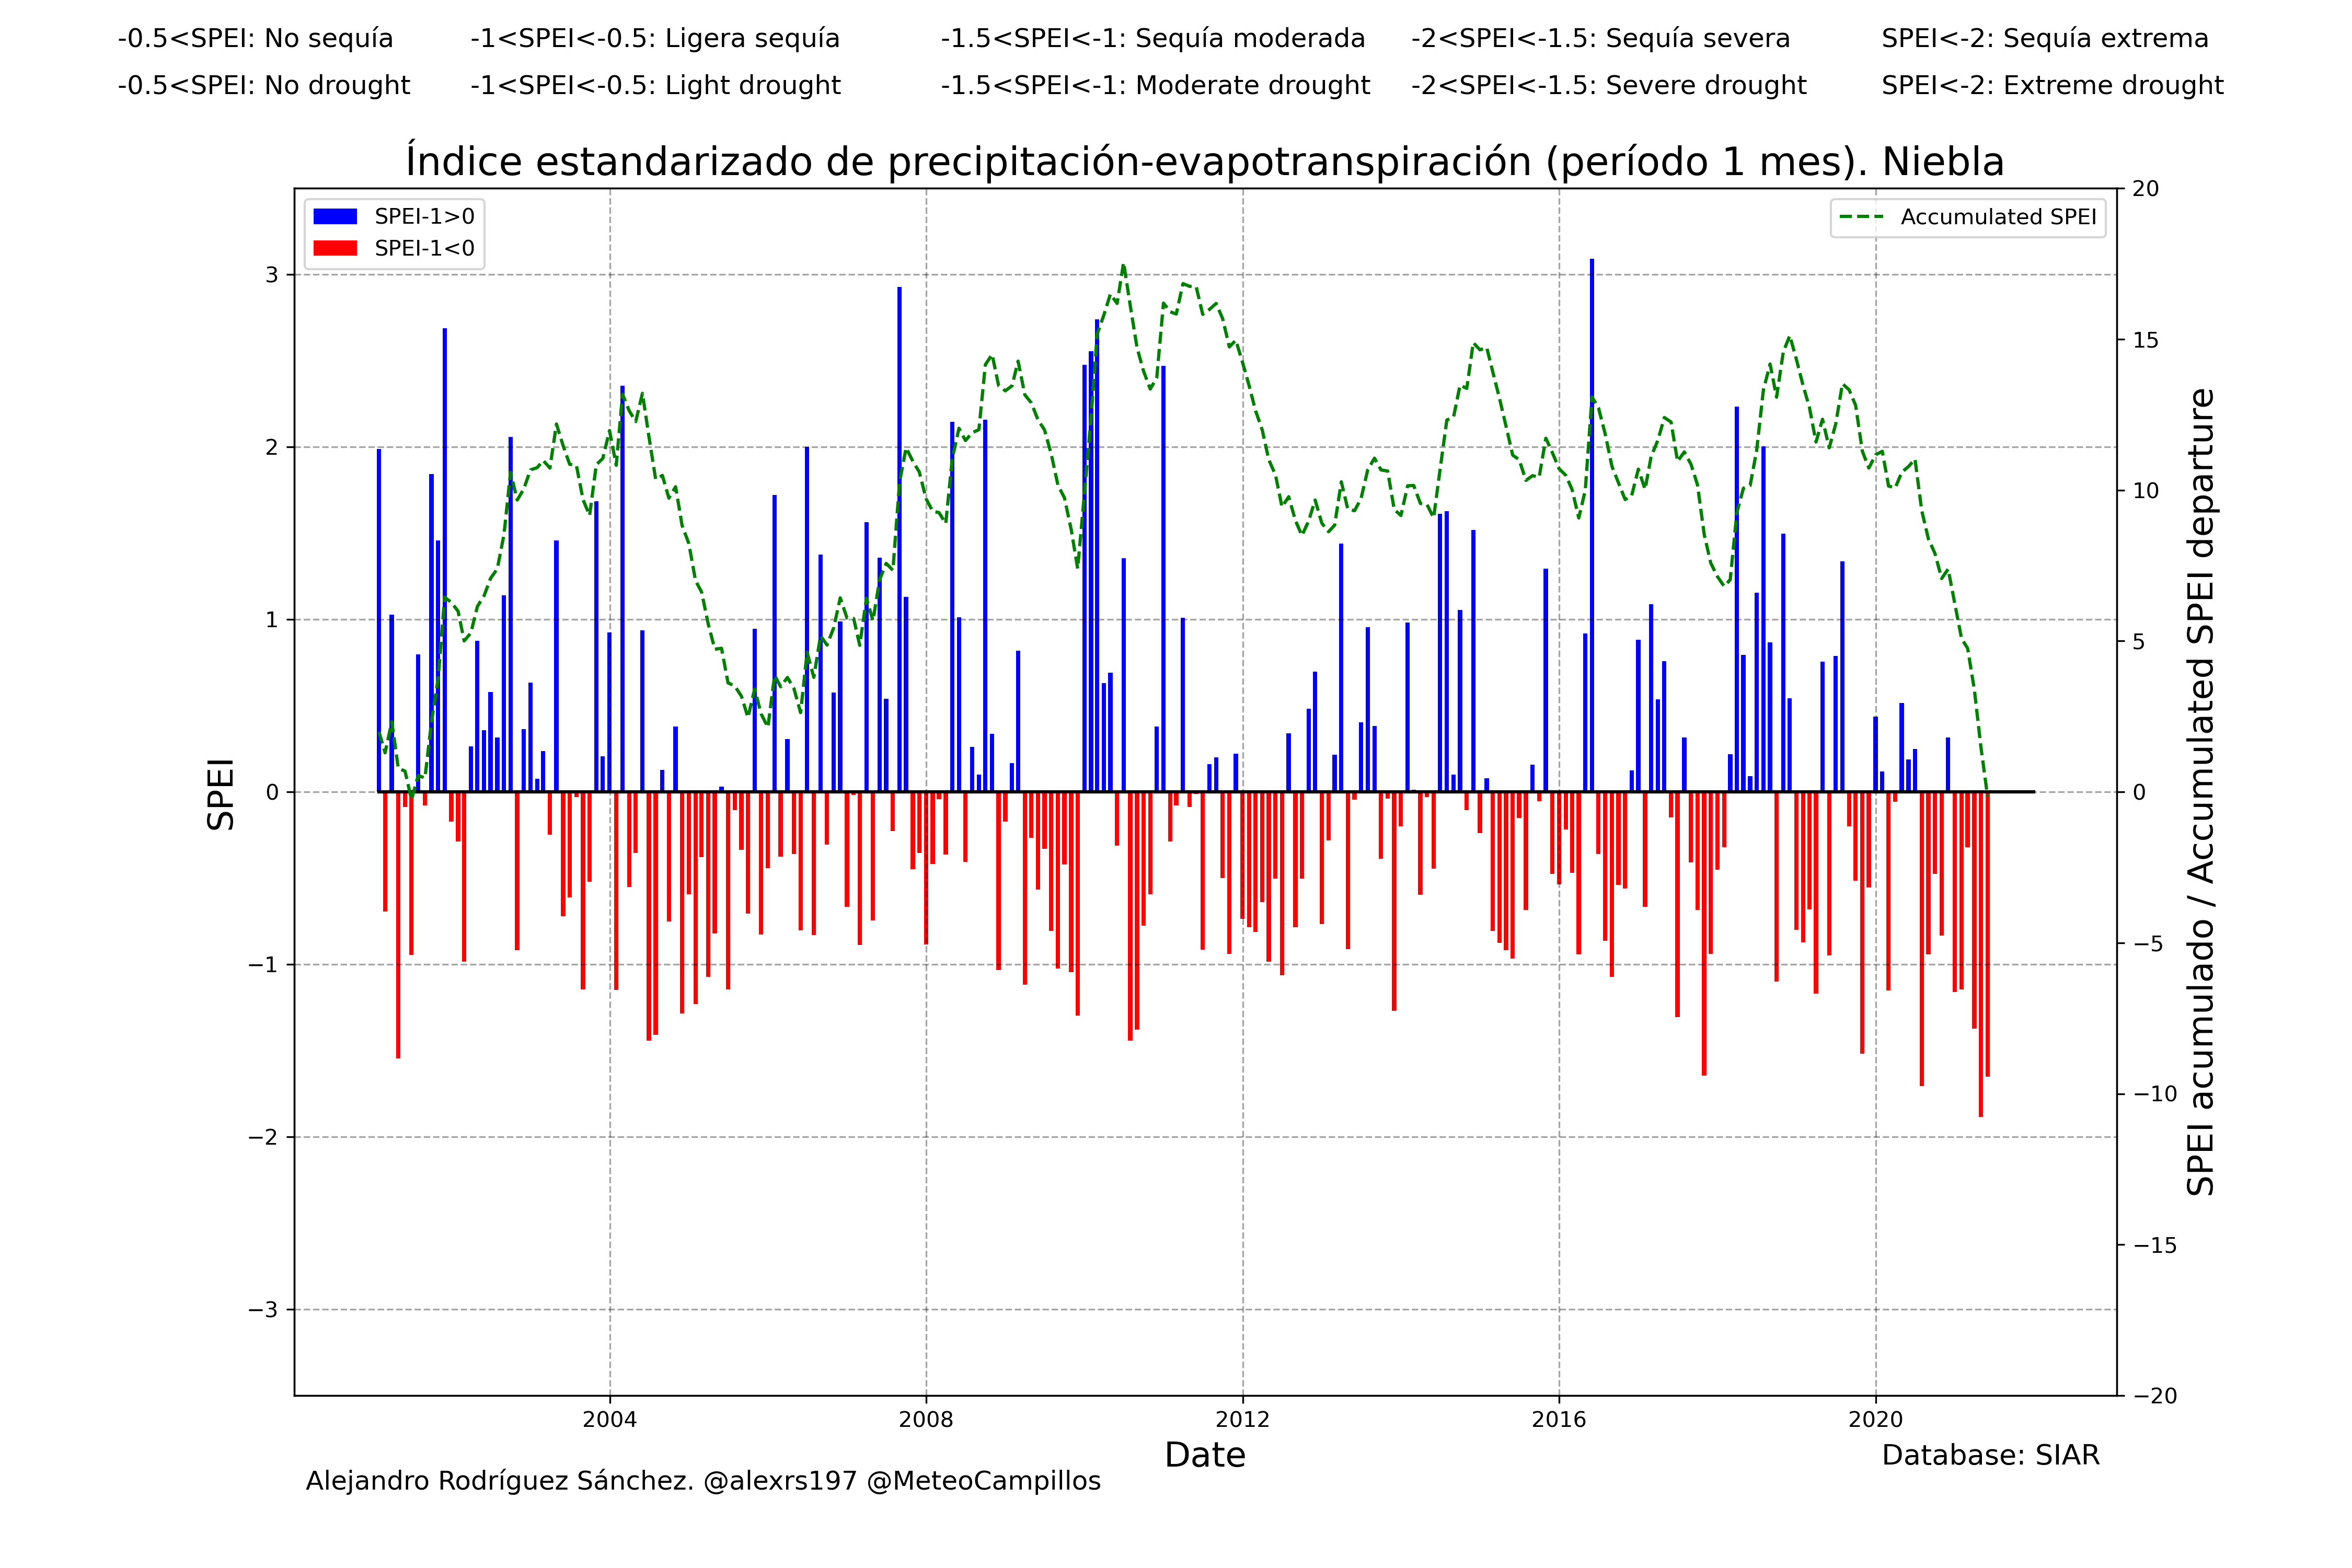 -0.5<SPEI: No sequía -1<SPEI<-0.5: Ligera sequía -1.5<SPEI<-1: Sequía moderada -2<SPEI<-1.5: Sequía severa SPEI<-2: Sequía extrema
-0.5<SPEI: No drought -1<SPEI<-0.5: Light drought -1.5<SPEI<-1: Moderate drought -2<SPEI<-1.5: Severe drought SPEI<-2: Extreme drought
Índice estandarizado de precipitación-evapotranspiración (período 1 mes). Niebla
SPEI-1>0
SPEI-1<0
Accumulated SPEI
SPEI
3
2
1
0
−1
−2
−3
20
15
10
5
0
−5
−10
−15
−20
SPEI acumulado / Accumulated SPEI departure
2004 2008 2012 2016 2020
Date
Database: SIAR
Alejandro Rodríguez Sánchez. @alexrs197 @MeteoCampillos